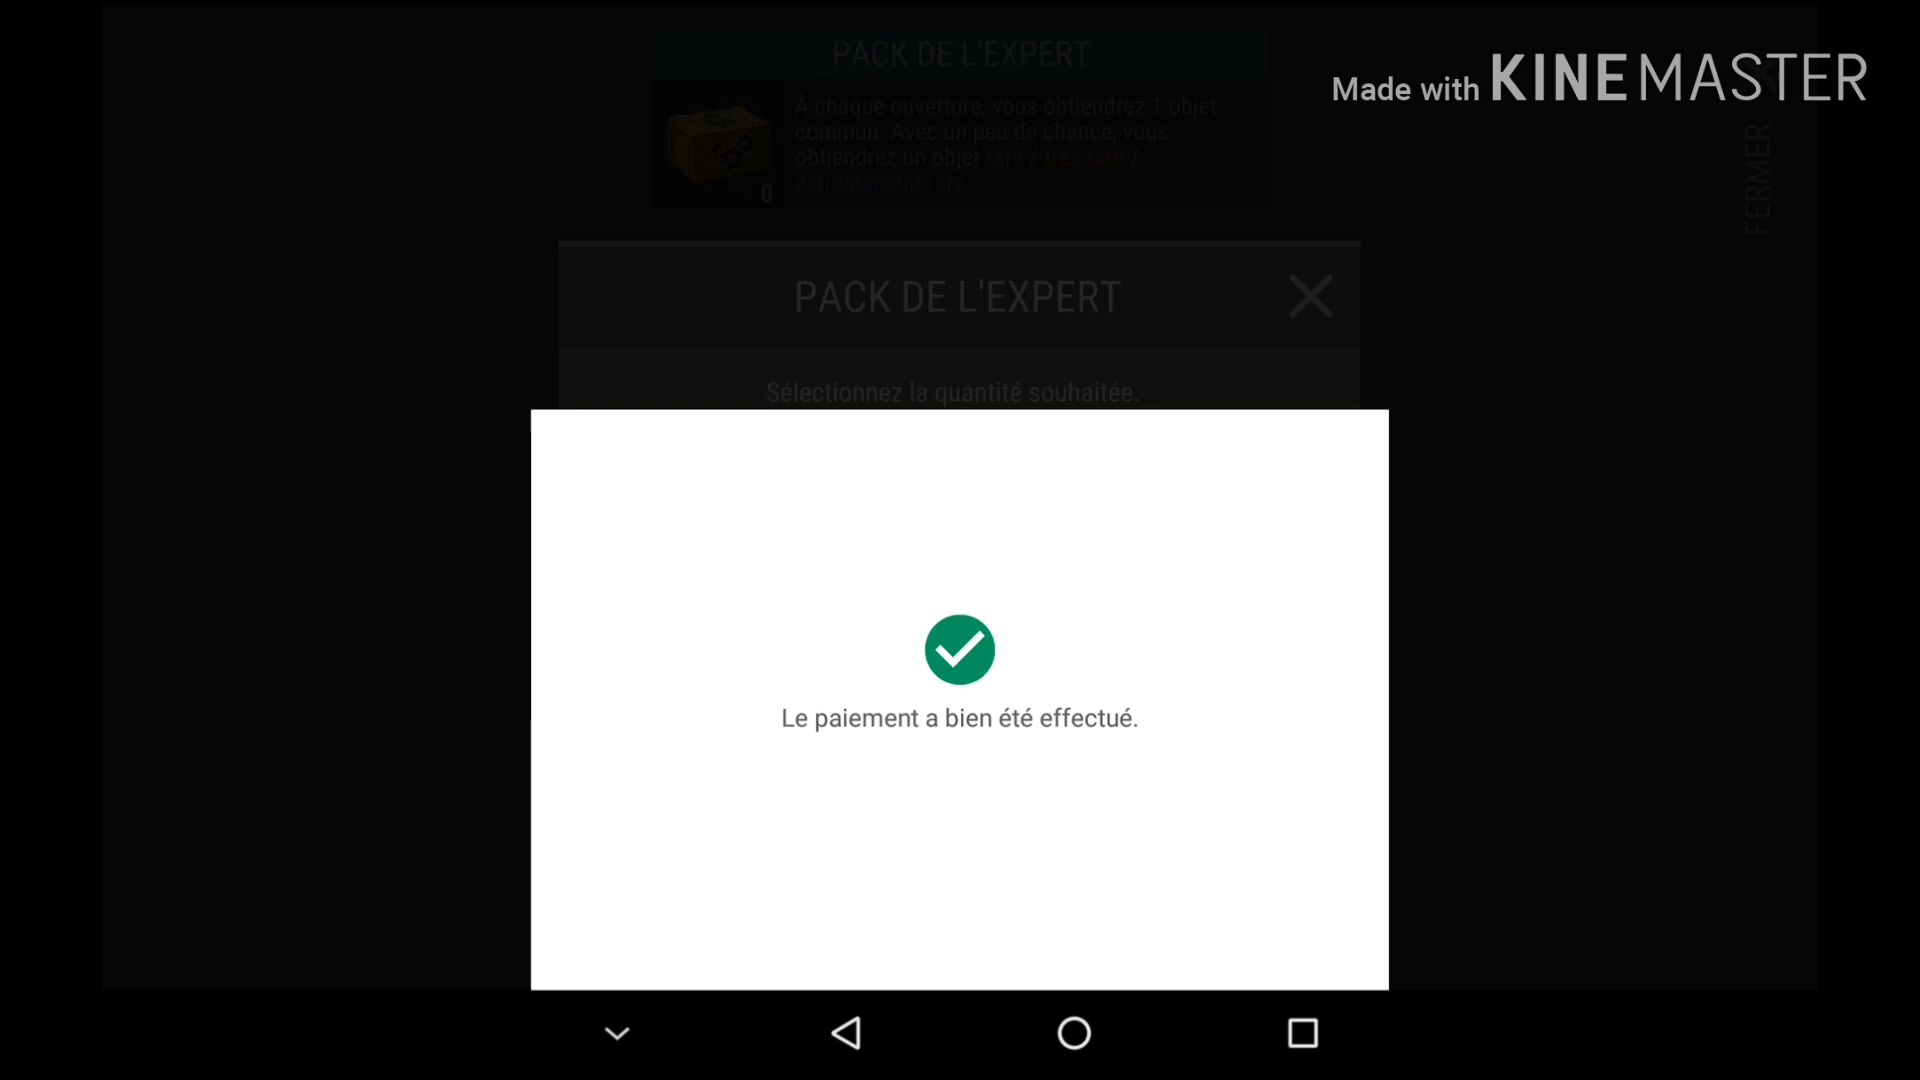 PACK DE L'EXPERT
Made with KINEMASTER
À chaque ouverture, vous obtiendrez 1 objet
commun. Avec un peu de chance, vous
obtiendrez un objet rare / très rare /
extrêmement rare
0
FERMER
PACK DE L'EXPERT
Sélectionnez la quantité souhaitée.
Le paiement a bien été effectué.